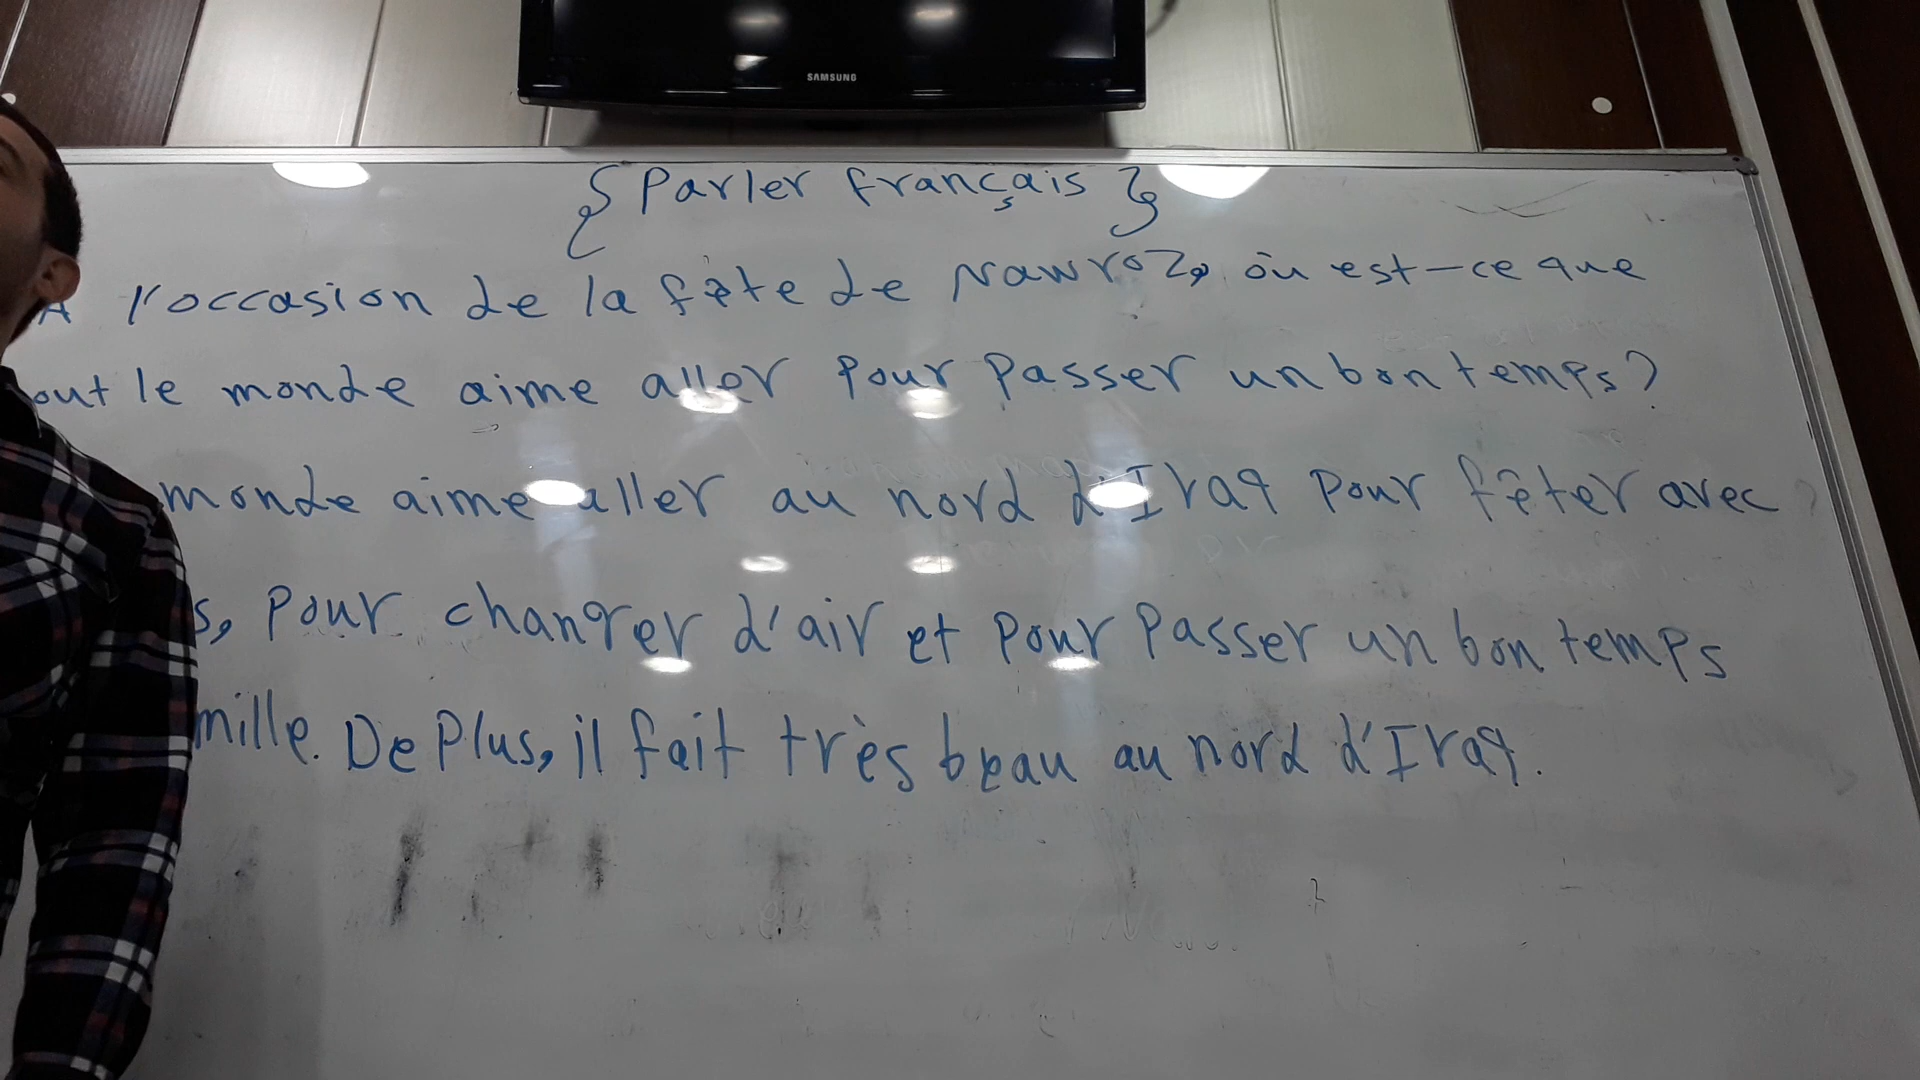 SAMSUNG
{ Parler français }
A l'occasion de la fête de Nawroz, où est-ce que
out le monde aime aller pour passer un bon temps?
monde aime aller au nord d'Iraq pour fêter avec
s, pour changer d'air et pour passer un bon temps
mille. De plus, il fait très beau au nord d'Iraq.